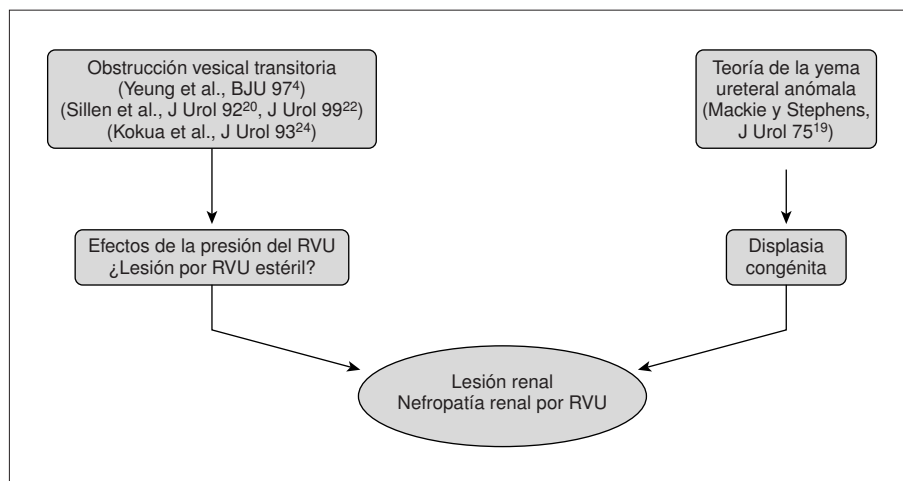 Obstrucción vesical transitoria
(Yeung et al., BJU 97⁴)
(Sillen et al., J Urol 92²⁰, J Urol 99²²)
(Kokua et al., J Urol 93²⁴)
Teoría de la yema
ureteral anómala
(Mackie y Stephens,
J Urol 75¹⁹)
Efectos de la presión del RVU
¿Lesión por RVU estéril?
Displasia
congénita
Lesión renal
Nefropatía renal por RVU